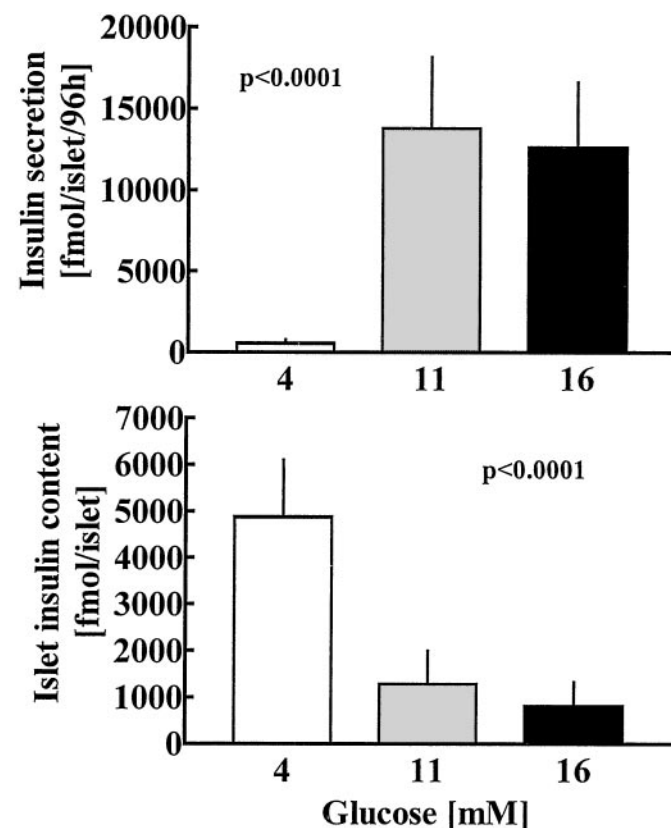 Insulin secretion
[fmol/islet/96h]
20000
15000
10000
5000
0
p<0.0001
4 11 16
Islet insulin content
[fmol/islet]
7000
6000
5000
4000
3000
2000
1000
0
p<0.0001
4 11 16
Glucose [mM]